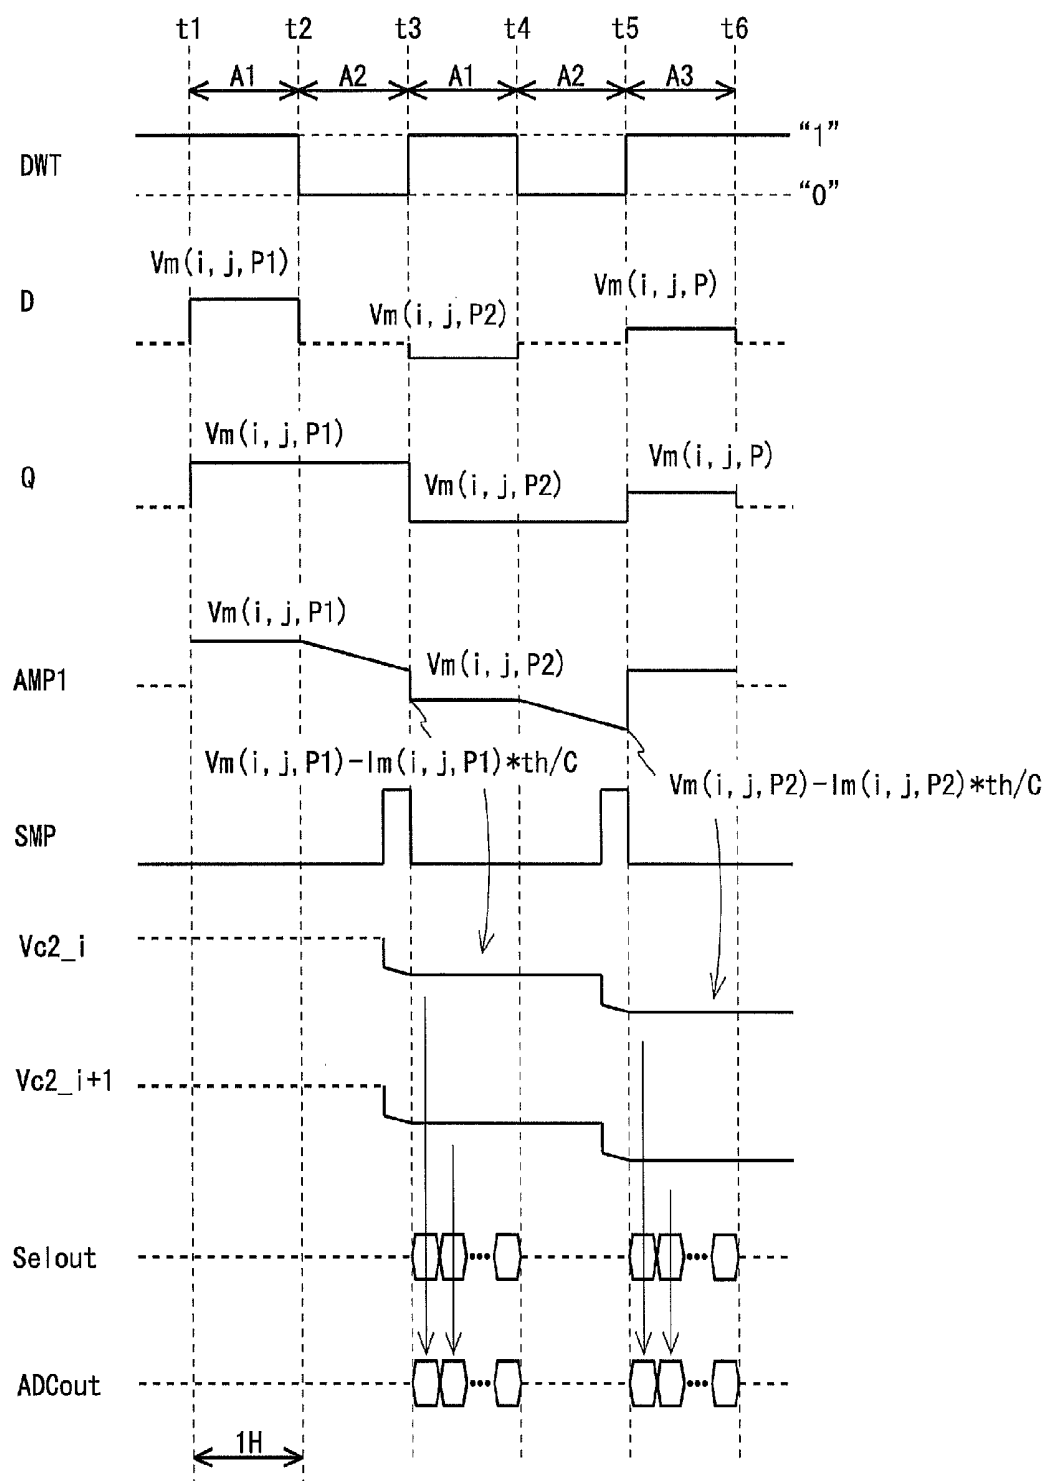 t1 t2 t3 t4 t5 t6
A1 A2 A1 A2 A3
“1”
DWT
“0”
Vm(i, j, P1)
Vm(i, j, P)
D
Vm(i, j, P2)
Vm(i, j, P1)
Vm(i, j, P)
Q
Vm(i, j, P2)
Vm(i, j, P1)
Vm(i, j, P2)
AMP1
Vm(i, j, P1)-Im(i, j, P1)*th/C
Vm(i, j, P2)-Im(i, j, P2)*th/C
SMP
Vc2_i
Vc2_i+1
Selout
ADCout
1H